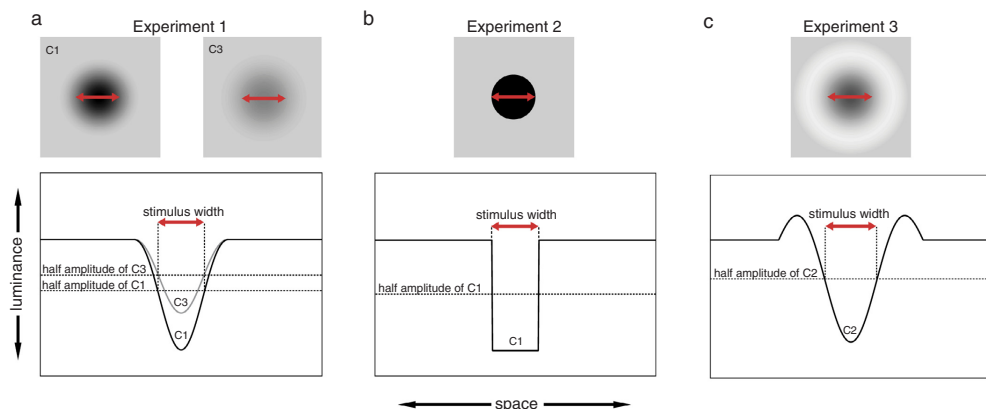 a
Experiment 1
b
Experiment 2
c
Experiment 3
C1
C3
luminance
stimulus width
half amplitude of C3
half amplitude of C1
C3
C1
stimulus width
half amplitude of C1
C1
stimulus width
half amplitude of C2
C2
space